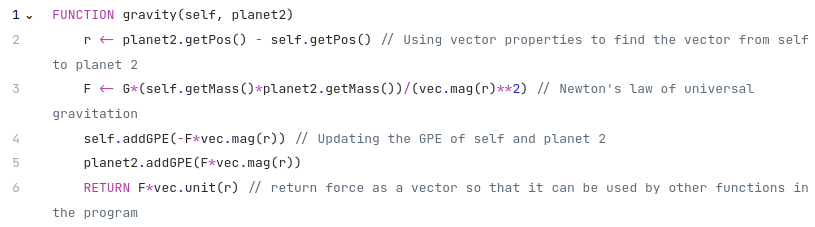 1 FUNCTION gravity(self, planet2)
2 r ← planet2.getPos() - self.getPos() // Using vector properties to find the vector from self
to planet 2
3 F ← G*(self.getMass()*planet2.getMass())/(vec.mag(r)**2) // Newton's law of universal
gravitation
4 self.addGPE(-F*vec.mag(r)) // Updating the GPE of self and planet 2
5 planet2.addGPE(F*vec.mag(r))
6 RETURN F*vec.unit(r) // return force as a vector so that it can be used by other functions in
the program